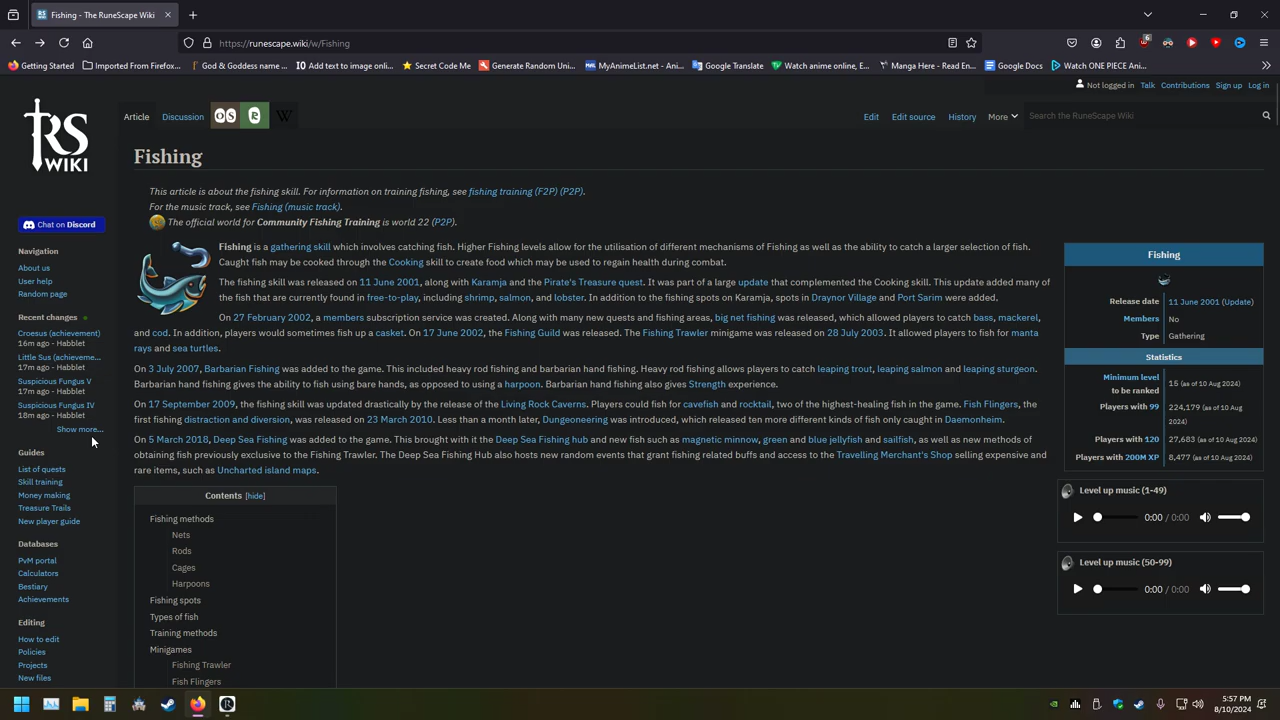 Fishing - The RuneScape Wiki
https://runescape.wiki/w/Fishing
6
Getting Started
Imported From Firefox...
God & Goddess name ...
Add text to image onli...
Secret Code Me
Generate Random Uni...
MyAnimeList.net - Ani...
Google Translate
Watch anime online, E...
Manga Here - Read En...
Google Docs
Watch ONE PIECE Ani...
Not logged in Talk Contributions Sign up Log in
RS
WIKI
Article Discussion OS R W
Edit Edit source History More
Search the RuneScape Wiki
Chat on Discord
Navigation
About us
User help
Random page
Recent changes
Croesus (achievement)
16m ago - Habblet
Little Sus (achieveme...
17m ago - Habblet
Suspicious Fungus V
17m ago - Habblet
Suspicious Fungus IV
18m ago - Habblet
Show more...
Guides
List of quests
Skill training
Money making
Treasure Trails
New player guide
Databases
PvM portal
Calculators
Bestiary
Achievements
Editing
How to edit
Policies
Projects
New files
Fishing
This article is about the fishing skill. For information on training fishing, see fishing training (F2P) (P2P).
For the music track, see Fishing (music track).
The official world for Community Fishing Training is world 22 (P2P).
Fishing is a gathering skill which involves catching fish. Higher Fishing levels allow for the utilisation of different mechanisms of Fishing as well as the ability to catch a larger selection of fish.
Caught fish may be cooked through the Cooking skill to create food which may be used to regain health during combat.
The fishing skill was released on 11 June 2001, along with Karamja and the Pirate's Treasure quest. It was part of a large update that complemented the Cooking skill. This update added many of
the fish that are currently found in free-to-play, including shrimp, salmon, and lobster. In addition to the fishing spots on Karamja, spots in Draynor Village and Port Sarim were added.
On 27 February 2002, a members subscription service was created. Along with many new quests and fishing areas, big net fishing was released, which allowed players to catch bass, mackerel,
and cod. In addition, players would sometimes fish up a casket. On 17 June 2002, the Fishing Guild was released. The Fishing Trawler minigame was released on 28 July 2003. It allowed players to fish for manta
rays and sea turtles.
On 3 July 2007, Barbarian Fishing was added to the game. This included heavy rod fishing and barbarian hand fishing. Heavy rod fishing allows players to catch leaping trout, leaping salmon and leaping sturgeon.
Barbarian hand fishing gives the ability to fish using bare hands, as opposed to using a harpoon. Barbarian hand fishing also gives Strength experience.
On 17 September 2009, the fishing skill was updated drastically by the release of the Living Rock Caverns. Players could fish for cavefish and rocktail, two of the highest-healing fish in the game. Fish Flingers, the
first fishing distraction and diversion, was released on 23 March 2010. Less than a month later, Dungeoneering was introduced, which required ten more different kinds of fish only caught in Daemonheim.
On 5 March 2018, Deep Sea Fishing was added to the game. This brought with it the Deep Sea Fishing hub and new fish such as magnetic minnow, green and blue jellyfish and sailfish, as well as new methods of
obtaining fish previously exclusive to the Fishing Trawler. The Deep Sea Fishing Hub also hosts new random events that grant fishing related buffs and access to the Travelling Merchant's Shop selling expensive and
rare items, such as Uncharted island maps.
Contents [hide]
Fishing methods
Nets
Rods
Cages
Harpoons
Fishing spots
Types of fish
Training methods
Minigames
Fishing Trawler
Fish Flingers
Fishing
Release date 11 June 2001 (Update)
Members No
Type Gathering
Statistics
Minimum level to be ranked 15 (as of 10 Aug 2024)
Players with 99 224,179 (as of 10 Aug 2024)
Players with 120 27,683 (as of 10 Aug 2024)
Players with 200M XP 8,477 (as of 10 Aug 2024)
Level up music (1-49)
0:00 / 0:00
Level up music (50-99)
0:00 / 0:00
5:57 PM
8/10/2024